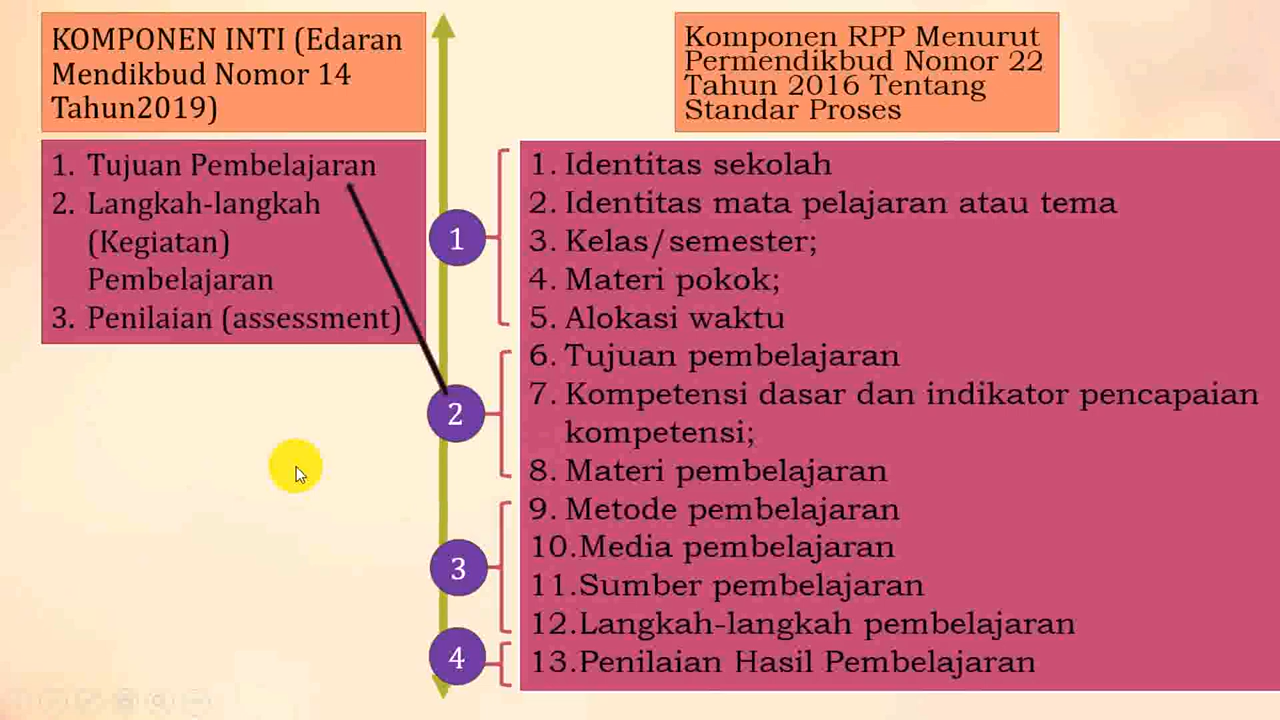 KOMPONEN INTI (Edaran
Mendikbud Nomor 14
Tahun2019)
1. Tujuan Pembelajaran
2. Langkah-langkah
(Kegiatan)
Pembelajaran
3. Penilaian (assessment)
1
2
3
4
Komponen RPP Menurut
Permendikbud Nomor 22
Tahun 2016 Tentang
Standar Proses
1. Identitas sekolah
2. Identitas mata pelajaran atau tema
3. Kelas/semester;
4. Materi pokok;
5. Alokasi waktu
6. Tujuan pembelajaran
7. Kompetensi dasar dan indikator pencapaian
kompetensi;
8. Materi pembelajaran
9. Metode pembelajaran
10.Media pembelajaran
11.Sumber pembelajaran
12.Langkah-langkah pembelajaran
13.Penilaian Hasil Pembelajaran